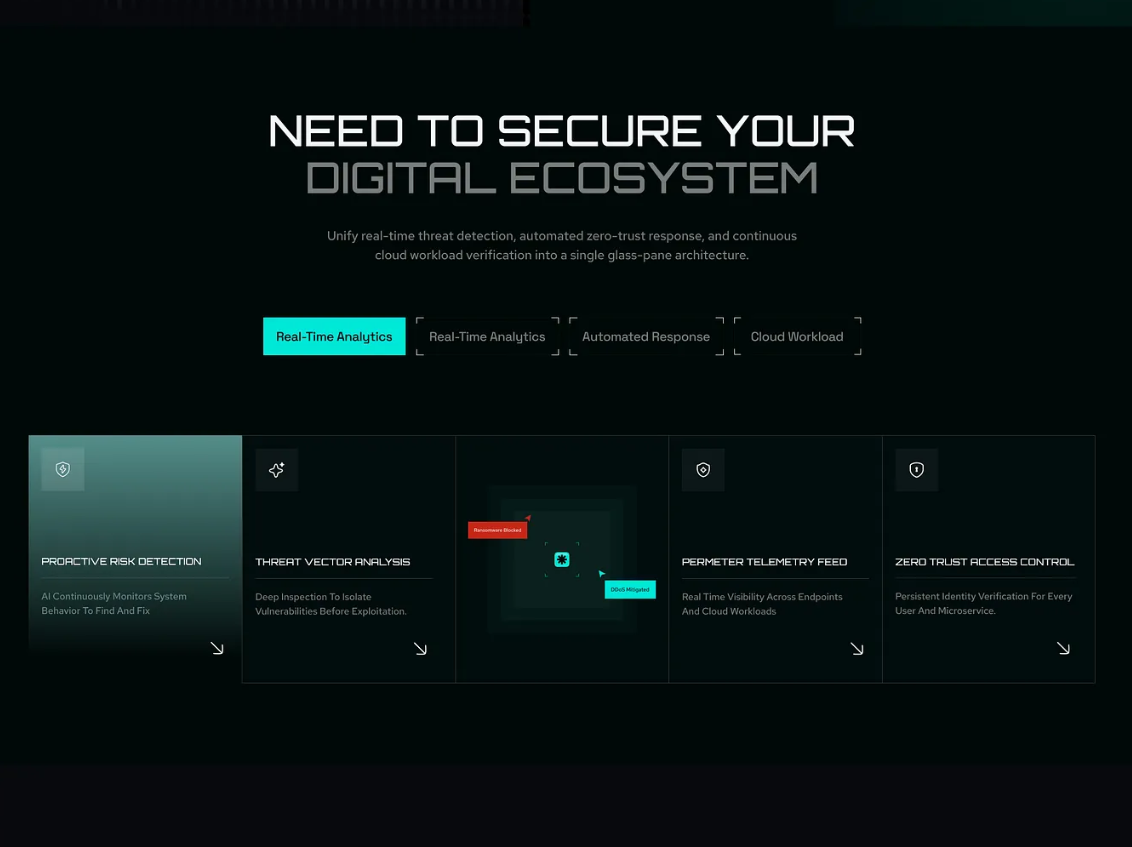 NEED TO SECURE YOUR
DIGITAL ECOSYSTEM
Unify real-time threat detection, automated zero-trust response, and continuous
cloud workload verification into a single glass-pane architecture.
Real-Time Analytics
Real-Time Analytics
Automated Response
Cloud Workload
PROACTIVE RISK DETECTION
AI Continuously Monitors System
Behavior To Find And Fix
THREAT VECTOR ANALYSIS
Deep Inspection To Isolate
Vulnerabilities Before Exploitation.
Ransomware Blocked
DDoS Mitigated
PERMETER TELEMETRY FEED
Real Time Visibility Across Endpoints
And Cloud Workloads
ZERO TRUST ACCESS CONTROL
Persistent Identity Verification For Every
User And Microservice.